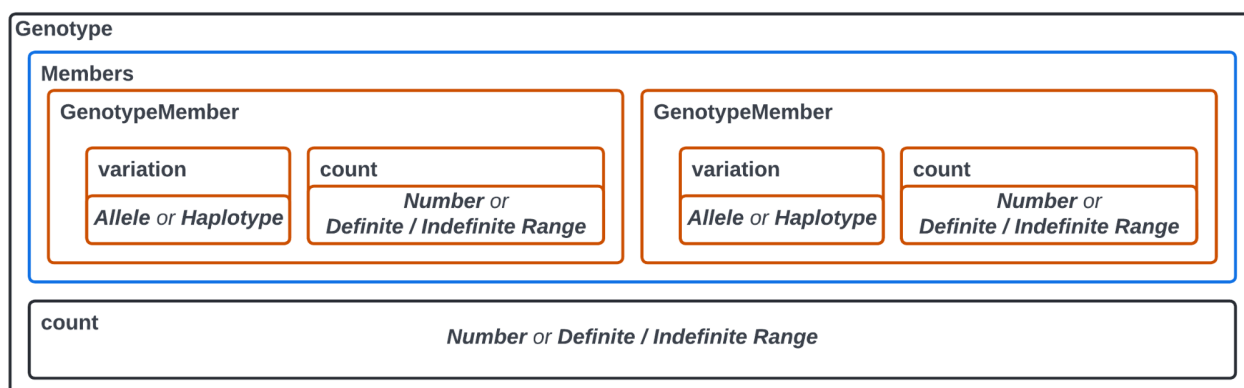 Genotype
Members
GenotypeMember
variation
Allele or Haplotype
count
Number or
Definite / Indefinite Range
GenotypeMember
variation
Allele or Haplotype
count
Number or
Definite / Indefinite Range
count
Number or Definite / Indefinite Range